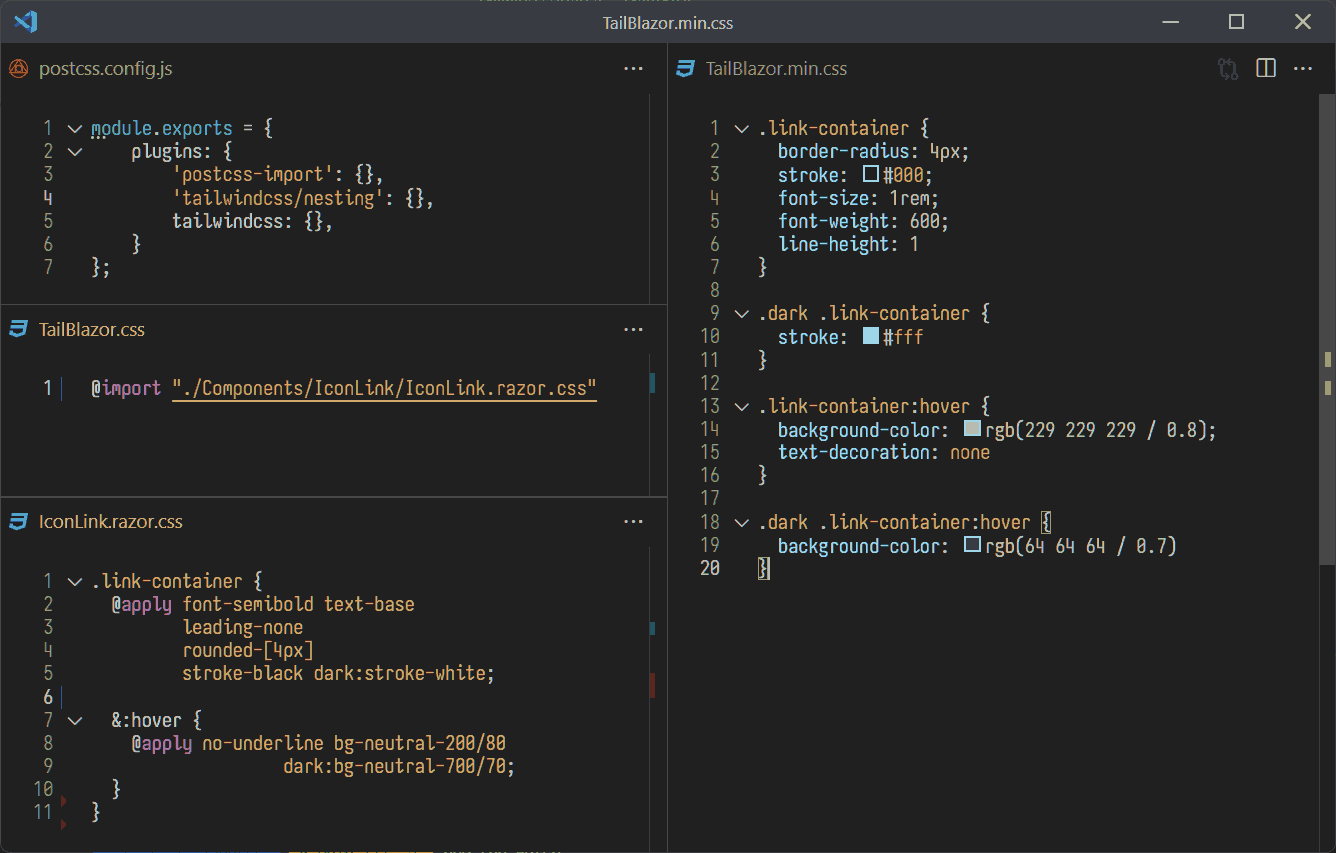 TailBlazor.min.css
postcss.config.js
1 module.exports = {
2 plugins: {
3 'postcss-import': {},
4 'tailwindcss/nesting': {},
5 tailwindcss: {},
6 }
7 };
TailBlazor.css
1 @import "./Components/IconLink/IconLink.razor.css"
IconLink.razor.css
1 .link-container {
2 @apply font-semibold text-base
3 leading-none
4 rounded-[4px]
5 stroke-black dark:stroke-white;
6
7 &:hover {
8 @apply no-underline bg-neutral-200/80
9 dark:bg-neutral-700/70;
10 }
11 }
TailBlazor.min.css
1 .link-container {
2 border-radius: 4px;
3 stroke: #000;
4 font-size: 1rem;
5 font-weight: 600;
6 line-height: 1
7 }
8
9 .dark .link-container {
10 stroke: #fff
11 }
12
13 .link-container:hover {
14 background-color: rgb(229 229 229 / 0.8);
15 text-decoration: none
16 }
17
18 .dark .link-container:hover {
19 background-color: rgb(64 64 64 / 0.7)
20 }